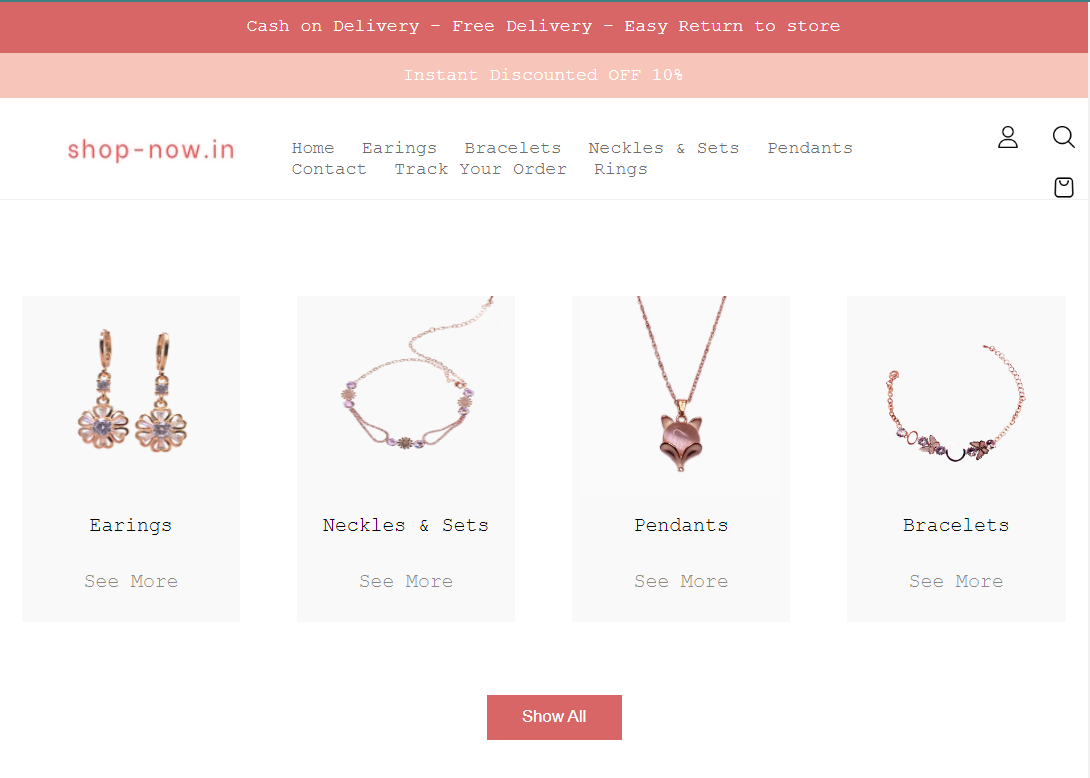 Cash on Delivery – Free Delivery – Easy Return to store
Instant Discounted OFF 10%
shop-now.in
Home Earings Bracelets Neckles & Sets Pendants
Contact Track Your Order Rings
Earings Neckles & Sets Pendants Bracelets
See More See More See More See More
Show All